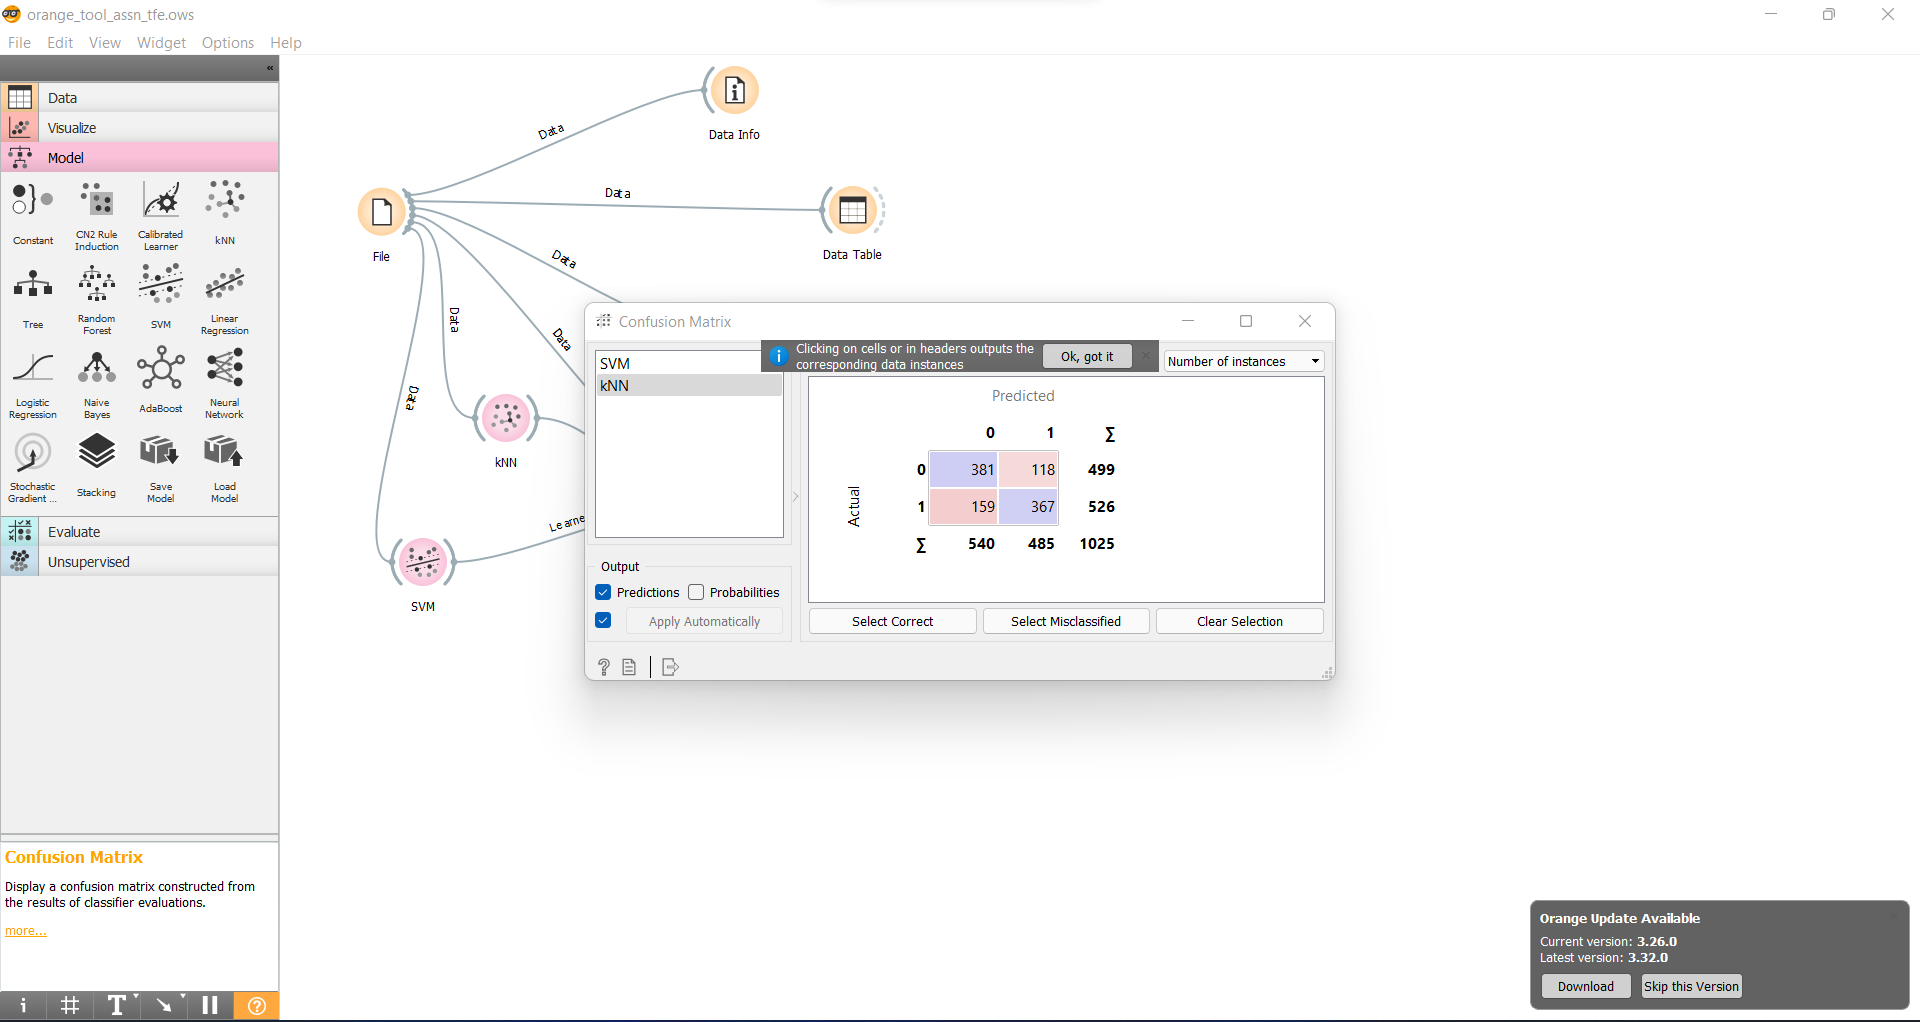 orange_tool_assn_tfe.ows
File Edit View Widget Options Help
«
Data
Visualize
Model
Constant
CN2 Rule
Induction
Calibrated
Learner
kNN
Tree
Random
Forest
SVM
Linear
Regression
Logistic
Regression
Naive
Bayes
AdaBoost
Neural
Network
Stochastic
Gradient ...
Stacking
Save
Model
Load
Model
Evaluate
Unsupervised
Confusion Matrix
Display a confusion matrix constructed from
the results of classifier evaluations.
more...
File
Data
Data Info
Data
Data Table
Data
Data
Data
Data
kNN
SVM
Learne
Confusion Matrix
SVM
kNN
Clicking on cells or in headers outputs the
corresponding data instances
Ok, got it
Number of instances
Predicted
0 1 Σ
Actual
0 381 118 499
1 159 367 526
Σ 540 485 1025
Output
Predictions Probabilities
Apply Automatically
Select Correct Select Misclassified Clear Selection
Orange Update Available
Current version: 3.26.0
Latest version: 3.32.0
Download Skip this Version